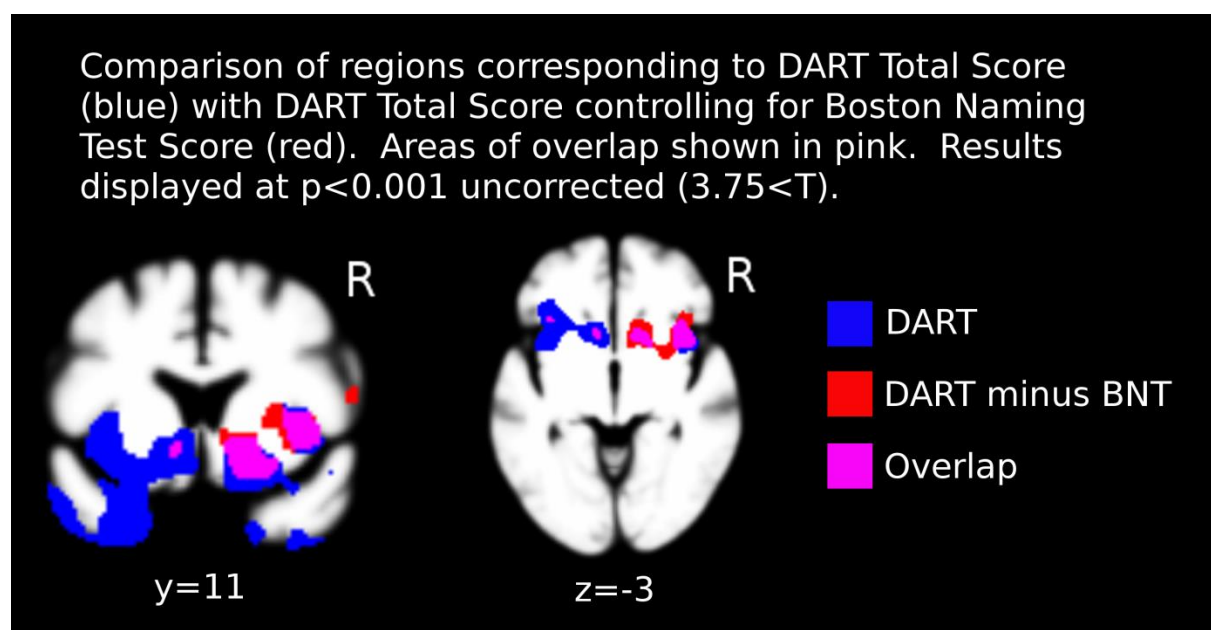 Comparison of regions corresponding to DART Total Score
(blue) with DART Total Score controlling for Boston Naming
Test Score (red).  Areas of overlap shown in pink.  Results
displayed at p<0.001 uncorrected (3.75<T).
R
R
DART
DART minus BNT
Overlap
y=11
z=-3